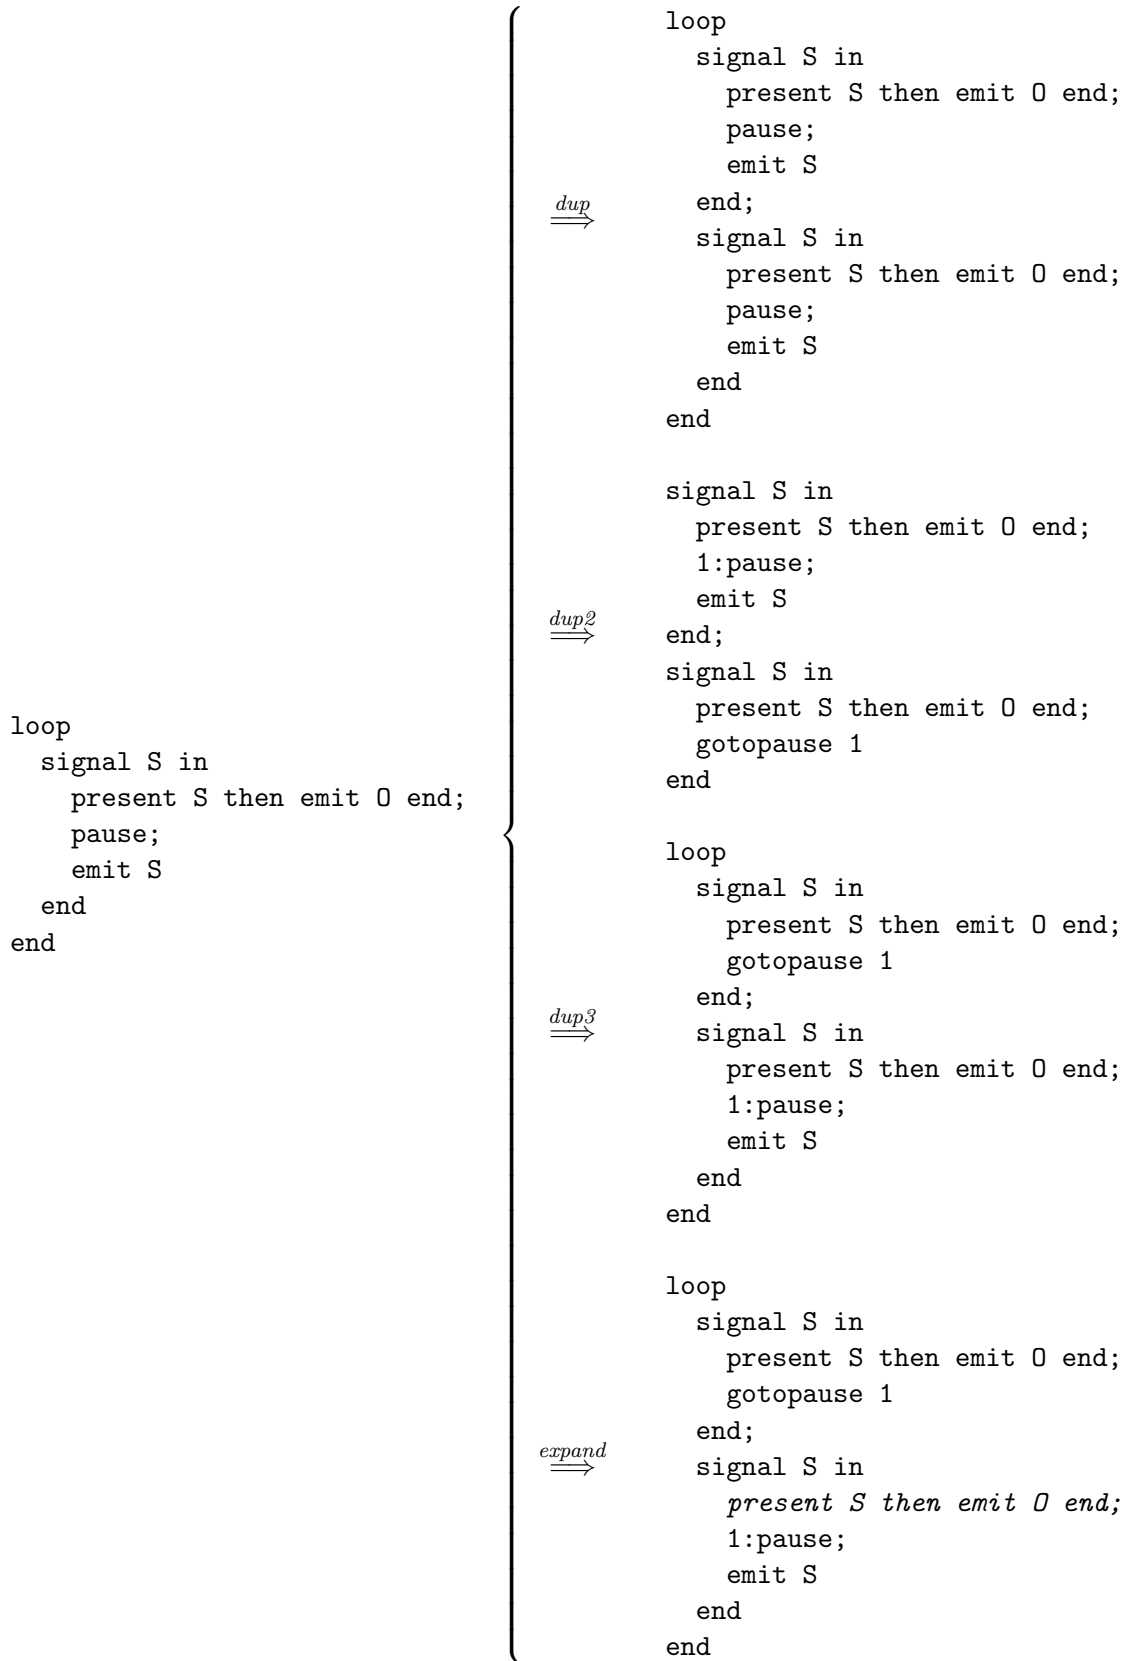 loop
  signal S in
    present S then emit O end;
    pause;
    emit S
  end
end
dup
⟹
loop
  signal S in
    present S then emit O end;
    pause;
    emit S
  end;
  signal S in
    present S then emit O end;
    pause;
    emit S
  end
end
dup2
⟹
signal S in
  present S then emit O end;
  1:pause;
  emit S
end;
signal S in
  present S then emit O end;
  gotopause 1
end
dup3
⟹
loop
  signal S in
    present S then emit O end;
    gotopause 1
  end;
  signal S in
    present S then emit O end;
    1:pause;
    emit S
  end
end
expand
⟹
loop
  signal S in
    present S then emit O end;
    gotopause 1
  end;
  signal S in
    present S then emit O end;
    1:pause;
    emit S
  end
end